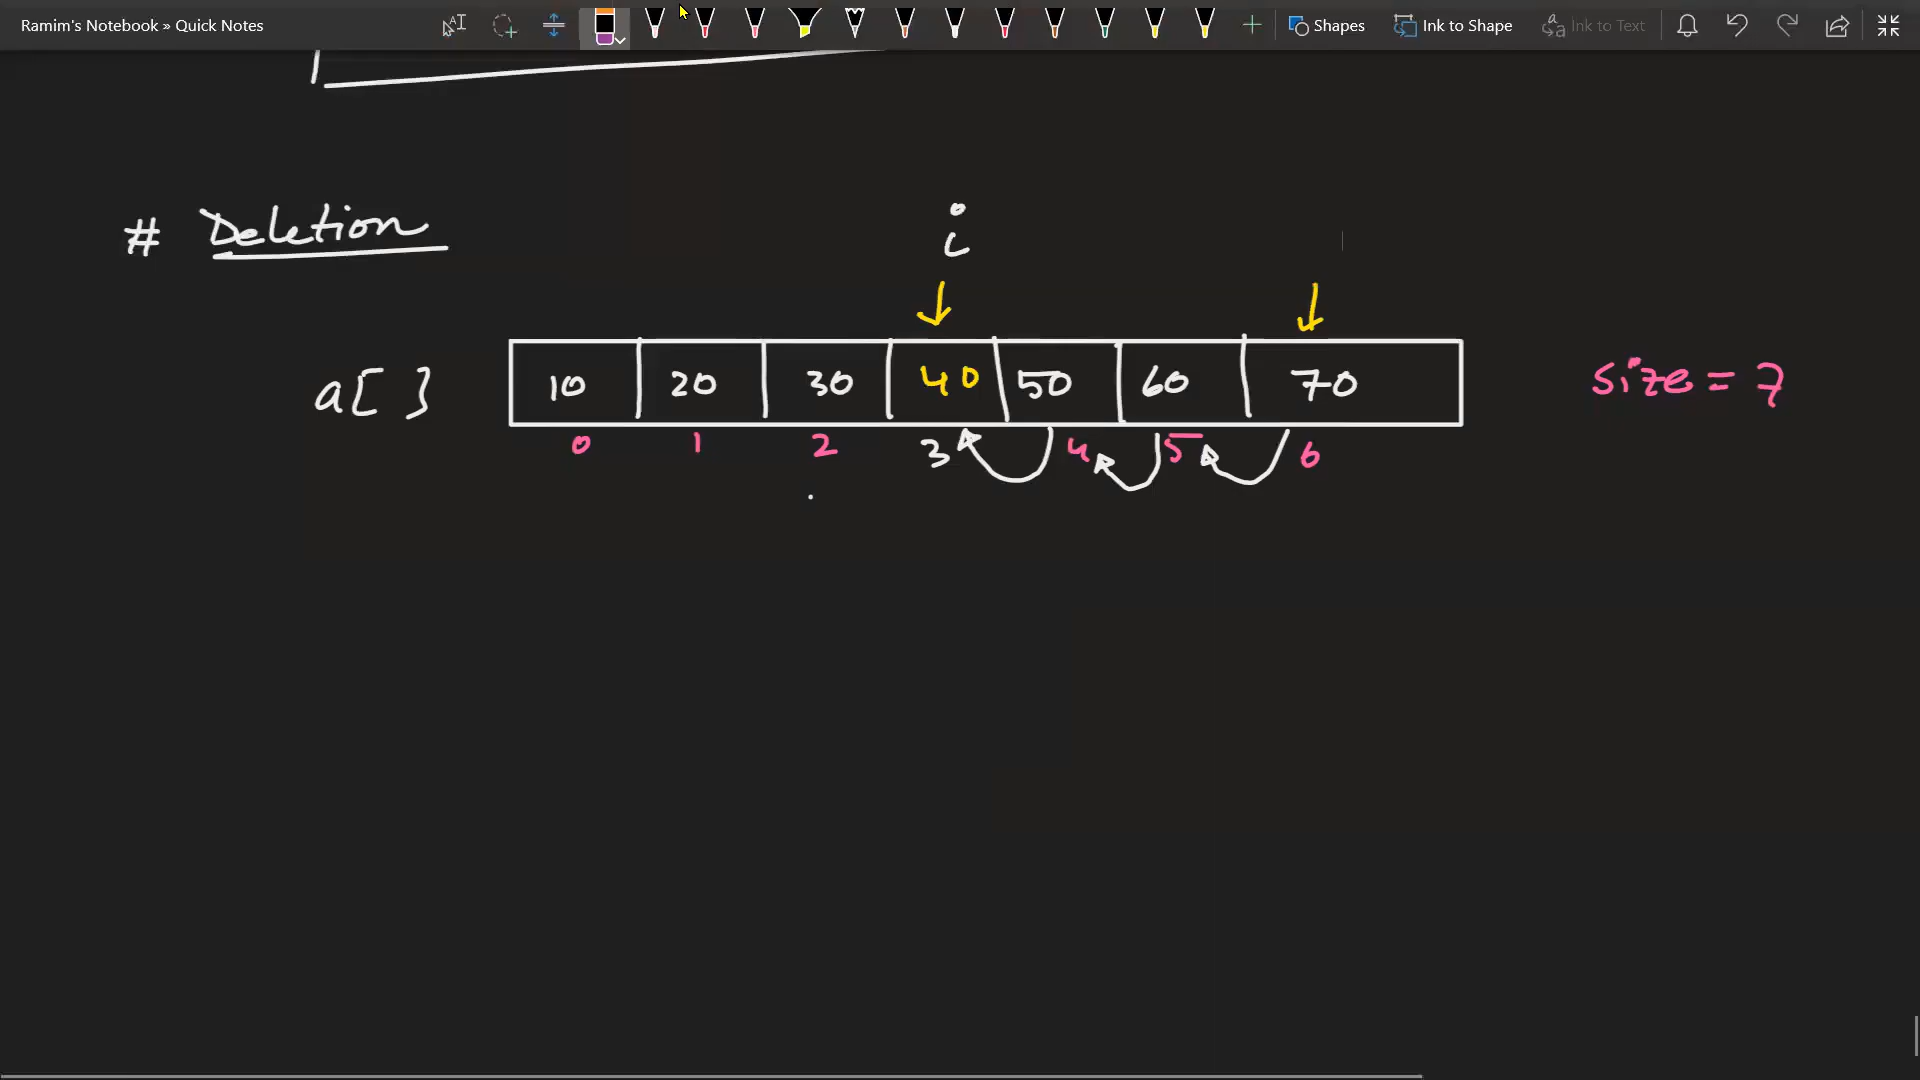 Ramim's Notebook » Quick Notes
Shapes
Ink to Shape
Ink to Text
# Deletion
i
a[ ] 10 20 30 40 50 60 70 size = 7
0 1 2 3 4 5 6